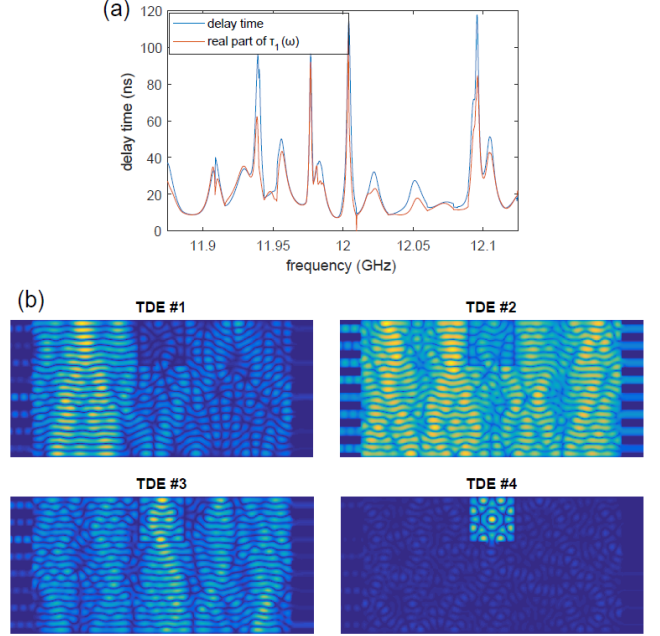 (a)
120
100
80
60
40
20
0
delay time (ns)
delay time
real part of τ₁(ω)
11.9
11.95
12
12.05
12.1
frequency (GHz)
(b)
TDE #1
TDE #2
TDE #3
TDE #4